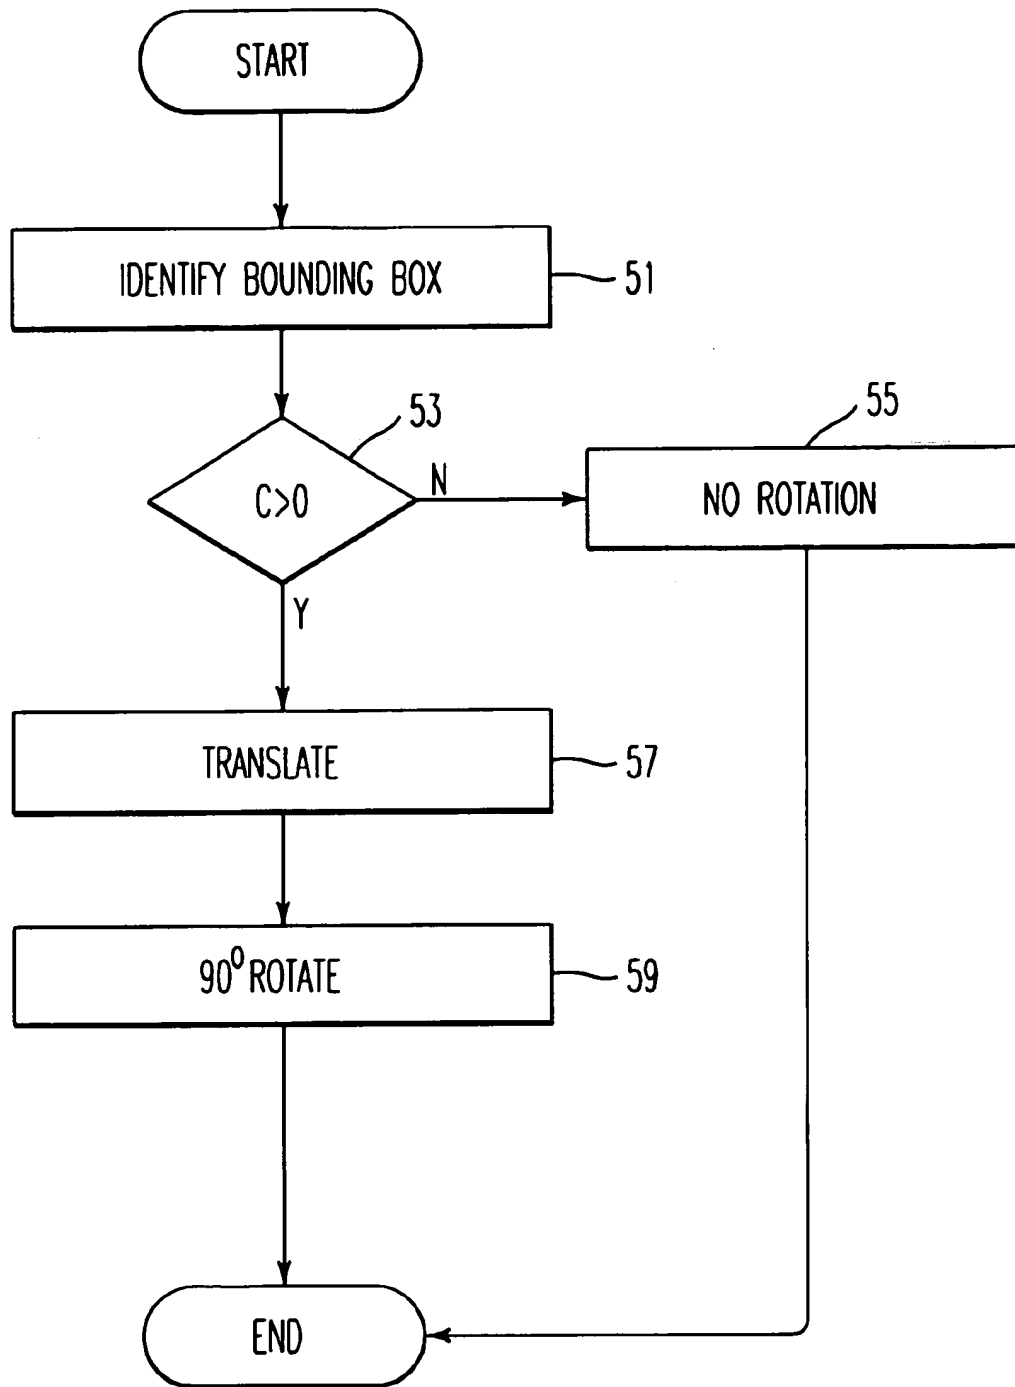 START
IDENTIFY BOUNDING BOX
51
53
C>0
N
55
NO ROTATION
Y
TRANSLATE
57
90° ROTATE
59
END